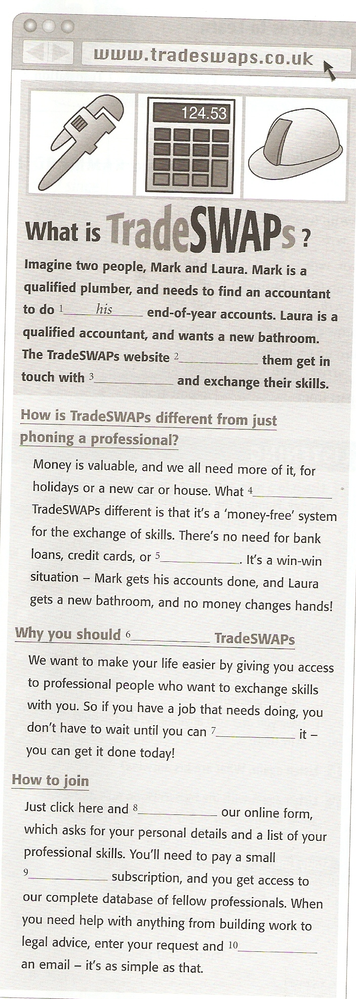 www.tradeswaps.co.uk
124.53
What is TradeSWAPs ?
Imagine two people, Mark and Laura. Mark is a
qualified plumber, and needs to find an accountant
to do 1 his end-of-year accounts. Laura is a
qualified accountant, and wants a new bathroom.
The TradeSWAPs website 2____________ them get in
touch with 3____________ and exchange their skills.
How is TradeSWAPs different from just
phoning a professional?
Money is valuable, and we all need more of it, for
holidays or a new car or house. What 4____________
TradeSWAPs different is that it's a 'money-free' system
for the exchange of skills. There's no need for bank
loans, credit cards, or 5____________. It's a win-win
situation – Mark gets his accounts done, and Laura
gets a new bathroom, and no money changes hands!
Why you should 6____________ TradeSWAPs
We want to make your life easier by giving you access
to professional people who want to exchange skills
with you. So if you have a job that needs doing, you
don't have to wait until you can 7____________ it –
you can get it done today!
How to join
Just click here and 8____________ our online form,
which asks for your personal details and a list of your
professional skills. You'll need to pay a small
9____________ subscription, and you get access to
our complete database of fellow professionals. When
you need help with anything from building work to
legal advice, enter your request and 10____________
an email – it's as simple as that.